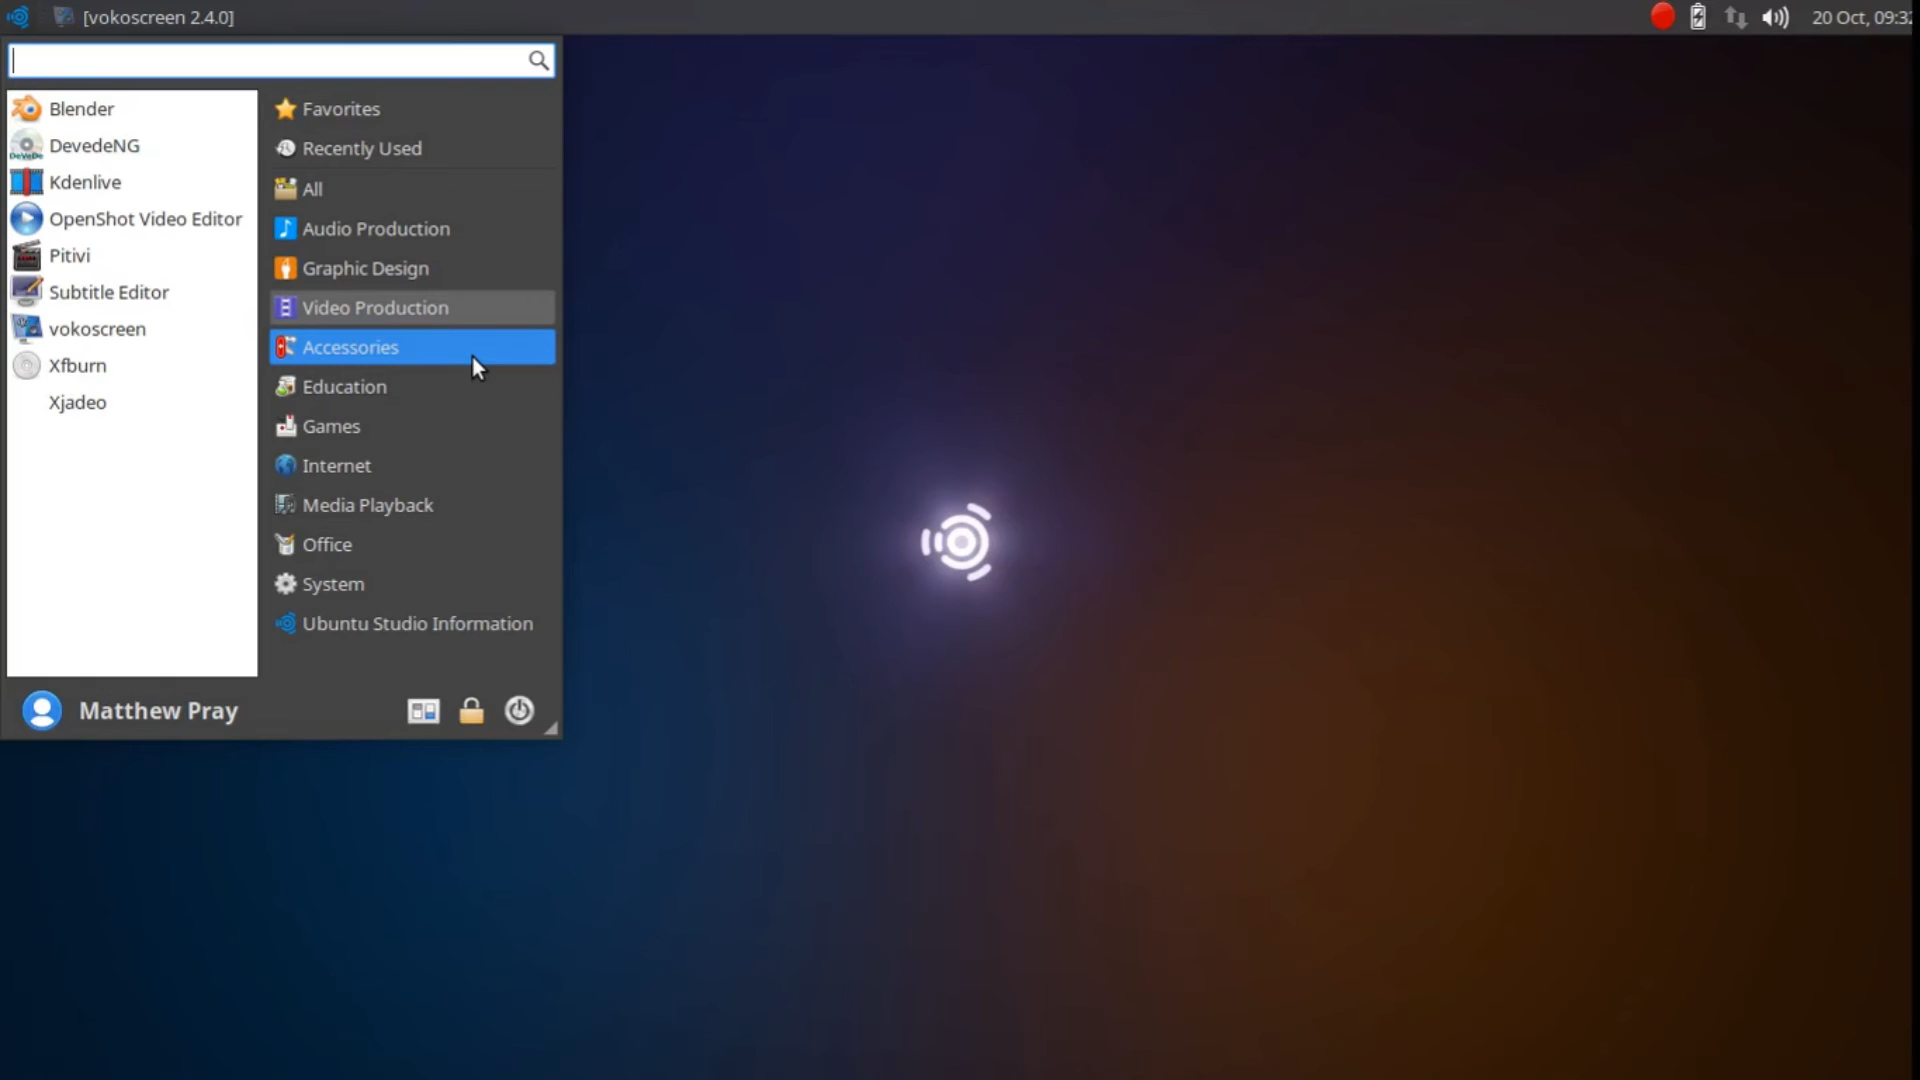 [vokoscreen 2.4.0]
20 Oct, 09:32
Blender
DevedeNG
Kdenlive
OpenShot Video Editor
Pitivi
Subtitle Editor
vokoscreen
Xfburn
Xjadeo
Favorites
Recently Used
All
Audio Production
Graphic Design
Video Production
Accessories
Education
Games
Internet
Media Playback
Office
System
Ubuntu Studio Information
Matthew Pray